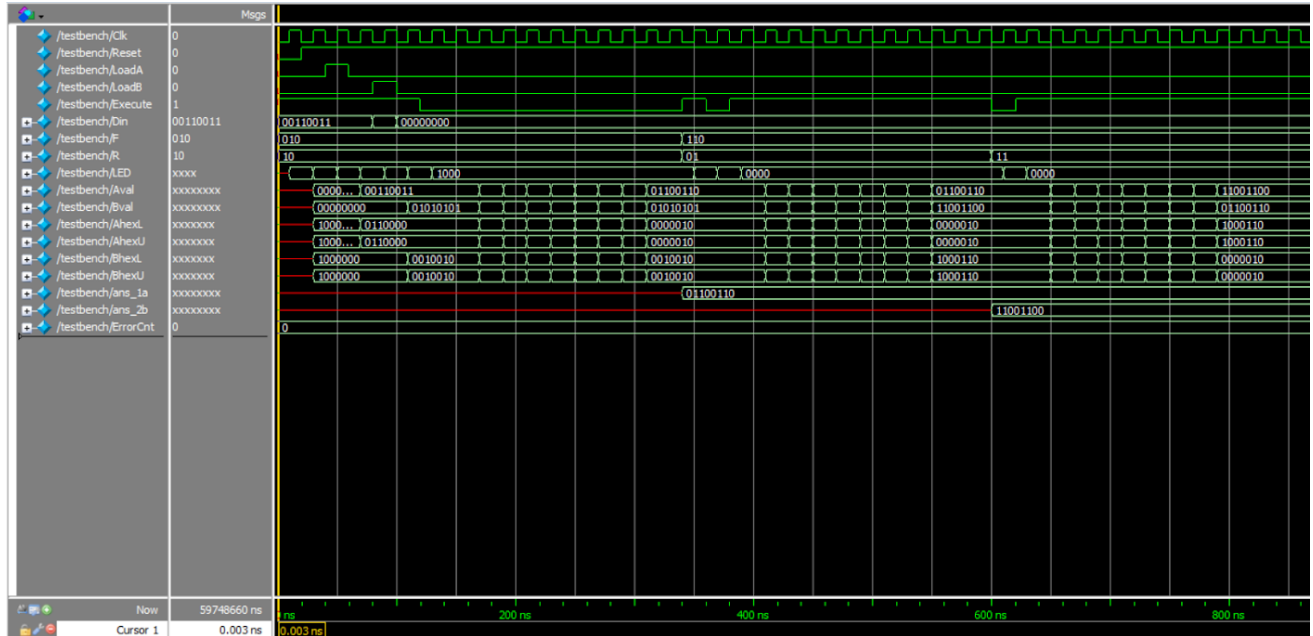 Msgs
/testbench/Clk 0
/testbench/Reset 0
/testbench/LoadA 0
/testbench/LoadB 0
/testbench/Execute 1
/testbench/Din 00110011 00110011 00000000
/testbench/F 010 010 110
/testbench/R 10 10 01 11
/testbench/LED xxxx 1000 0000 0000
/testbench/Aval xxxxxxxx 0000... 00110011 01100110 01100110 11001100
/testbench/Bval xxxxxxxx 00000000 01010101 01010101 11001100 01100110
/testbench/AhexL xxxxxxx 1000... 0110000 0000010 0000010 1000110
/testbench/AhexU xxxxxxx 1000... 0110000 0000010 0000010 1000110
/testbench/BhexL xxxxxxx 1000000 0010010 0010010 1000110 0000010
/testbench/BhexU xxxxxxx 1000000 0010010 0010010 1000110 0000010
/testbench/ans_1a xxxxxxxx 01100110
/testbench/ans_2b xxxxxxxx 11001100
/testbench/ErrorCnt 0 0
Now 59748660 ns ns 200 ns 400 ns 600 ns 800 ns
Cursor 1 0.003 ns 0.003 ns